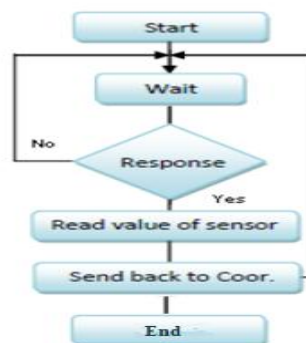 Start
Wait
Response
No
Yes
Read value of sensor
Send back to Coor.
End